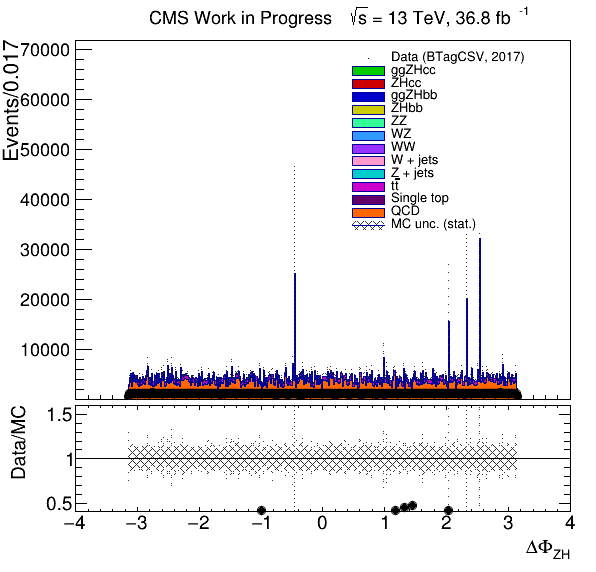 CMS Work in Progress √s = 13 TeV, 36.8 fb⁻¹
Events/0.017
70000
60000
50000
40000
30000
20000
10000
Data (BTagCSV, 2017)
ggZHcc
ZHcc
ggZHbb
ZHbb
ZZ
WZ
WW
W + jets
Z + jets
tt̅
Single top
QCD
MC unc. (stat.)
Data/MC
1.5
1
0.5
−4 −3 −2 −1 0 1 2 3 4
ΔΦ_ZH